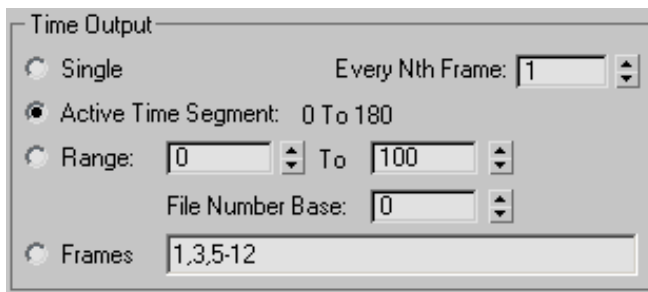 Time Output
Single Every Nth Frame: 1
Active Time Segment: 0 To 180
Range: 0 To 100
File Number Base: 0
Frames 1,3,5-12